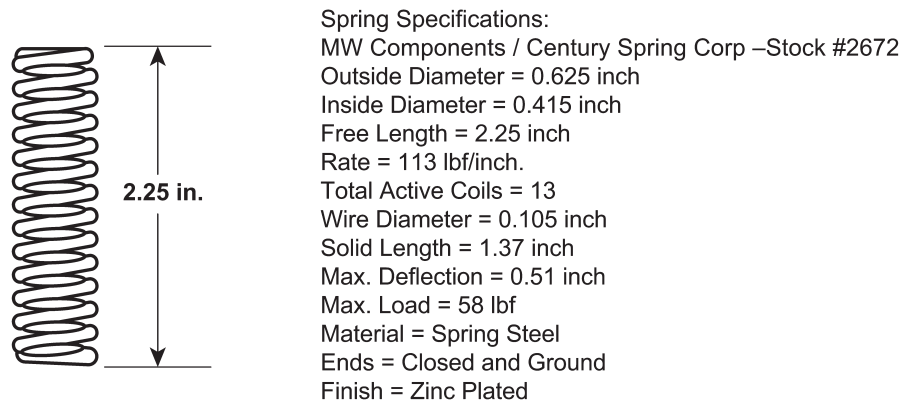 2.25 in.
Spring Specifications:
MW Components / Century Spring Corp –Stock #2672
Outside Diameter = 0.625 inch
Inside Diameter = 0.415 inch
Free Length = 2.25 inch
Rate = 113 lbf/inch.
Total Active Coils = 13
Wire Diameter = 0.105 inch
Solid Length = 1.37 inch
Max. Deflection = 0.51 inch
Max. Load = 58 lbf
Material = Spring Steel
Ends = Closed and Ground
Finish = Zinc Plated